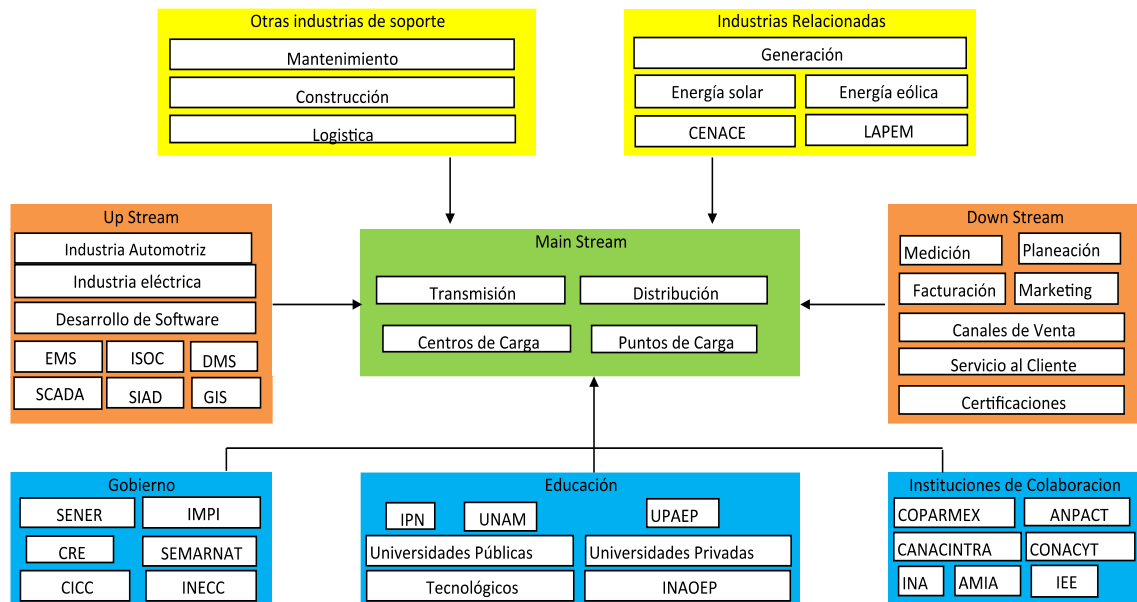 Otras industrias de soporte
Mantenimiento
Construcción
Logistica
Industrias Relacionadas
Generación
Energía solar
Energía eólica
CENACE
LAPEM
Up Stream
Industria Automotriz
Industria eléctrica
Desarrollo de Software
EMS
ISOC
DMS
SCADA
SIAD
GIS
Main Stream
Transmisión
Distribución
Centros de Carga
Puntos de Carga
Down Stream
Medición
Planeación
Facturación
Marketing
Canales de Venta
Servicio al Cliente
Certificaciones
Gobierno
SENER
IMPI
CRE
SEMARNAT
CICC
INECC
Educación
IPN
UNAM
UPAEP
Universidades Públicas
Universidades Privadas
Tecnológicos
INAOEP
Instituciones de Colaboracion
COPARMEX
ANPACT
CANACINTRA
CONACYT
INA
AMIA
IEE